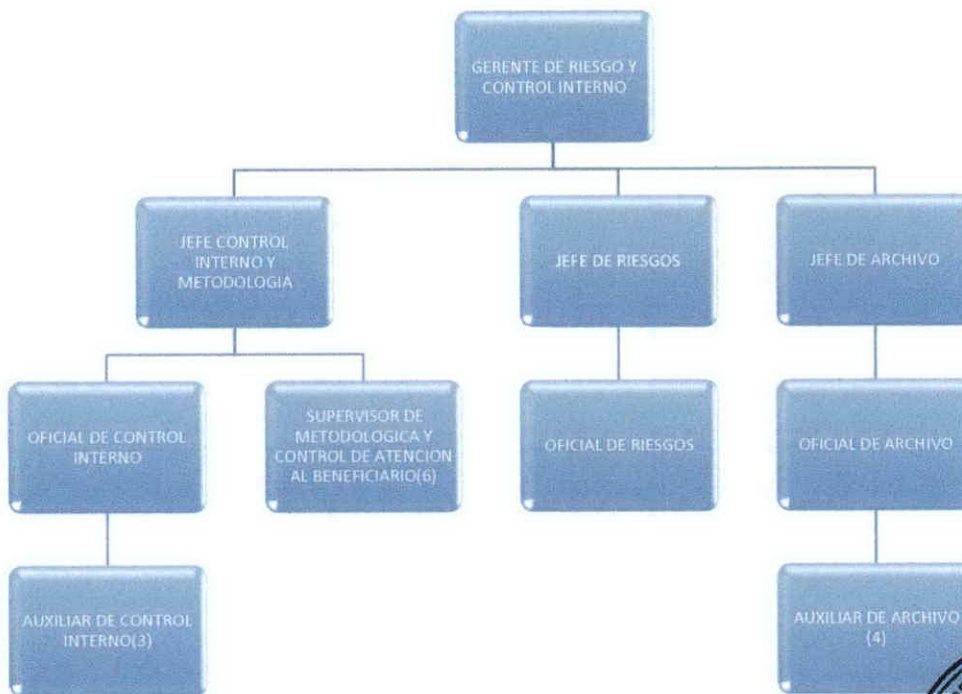 GERENTE DE RIESGO Y
CONTROL INTERNO
JEFE CONTROL
INTERNO Y
METODOLOGIA
JEFE DE RIESGOS
JEFE DE ARCHIVO
OFICIAL DE CONTROL
INTERNO
SUPERVISOR DE
METODOLOGICA Y
CONTROL DE ATENCION
AL BENEFICIARIO(6)
OFICIAL DE RIESGOS
OFICIAL DE ARCHIVO
AUXILIAR DE CONTROL
INTERNO(3)
AUXILIAR DE ARCHIVO
(4)